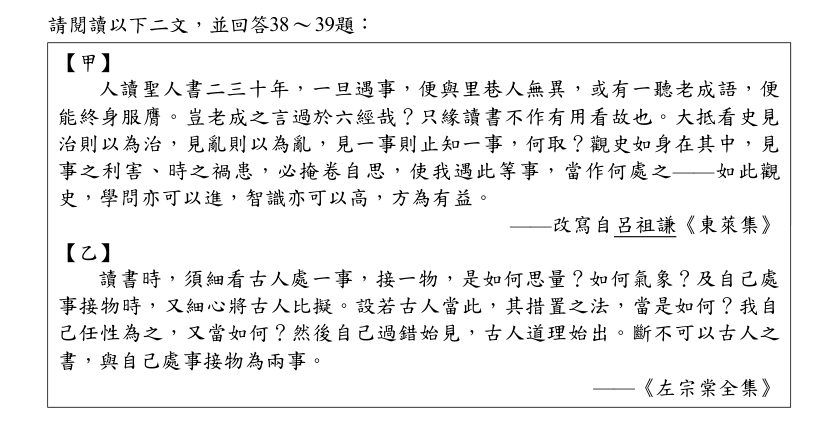 請閱讀以下二文，並回答38～39題：
【甲】
人讀聖人書二三十年，一旦遇事，便與里巷人無異，或有一聽老成語，便
能終身服膺。豈老成之言過於六經哉？只緣讀書不作有用看故也。大抵看史見
治則以為治，見亂則以為亂，見一事則止知一事，何取？觀史如身在其中，見
事之利害、時之禍患，必掩卷自思，使我遇此等事，當作何處之——如此觀
史，學問亦可以進，智識亦可以高，方為有益。
——改寫自呂祖謙《東萊集》
【乙】
讀書時，須細看古人處一事，接一物，是如何思量？如何氣象？及自己處
事接物時，又細心將古人比擬。設若古人當此，其措置之法，當是如何？我自
己任性為之，又當如何？然後自己過錯始見，古人道理始出。斷不可以古人之
書，與自己處事接物為兩事。
——《左宗棠全集》